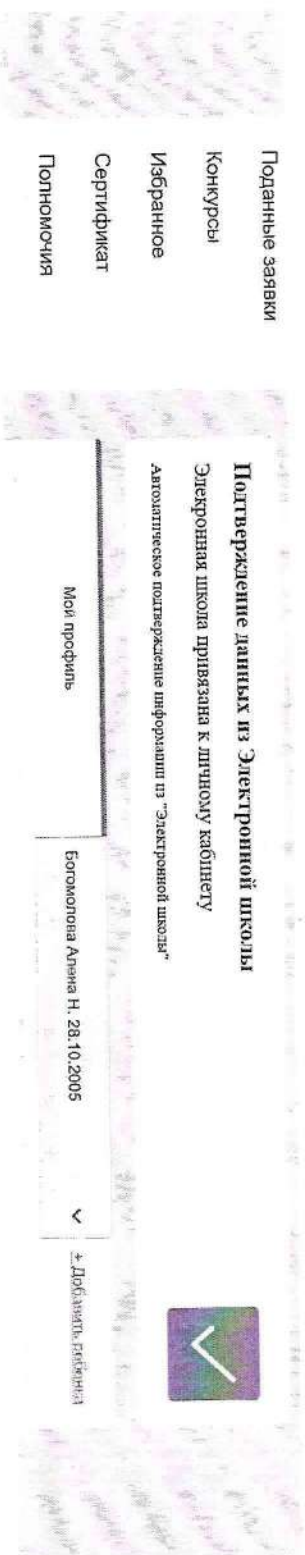 Поданные заявки
Конкурсы
Избранное
Сертификат
Полномочия
Подтверждение данных из Электронной школы
Элекронная школа привязана к личному кабинету
Автоматическое подтверждение информации из "Электронной школы"
Мой профиль
Богомолова Алена Н. 28.10.2005
+ Добавить ребенка